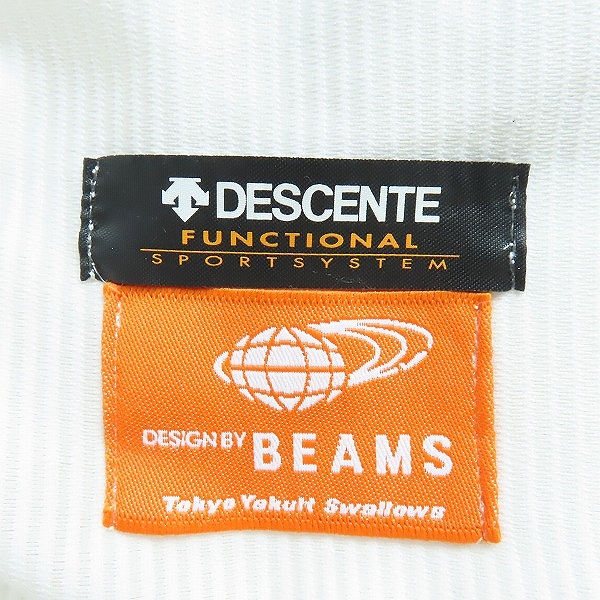 DESCENTE
FUNCTIONAL
SPORTSYSTEM
DESIGN BY BEAMS
Tokyo Yakult Swallows